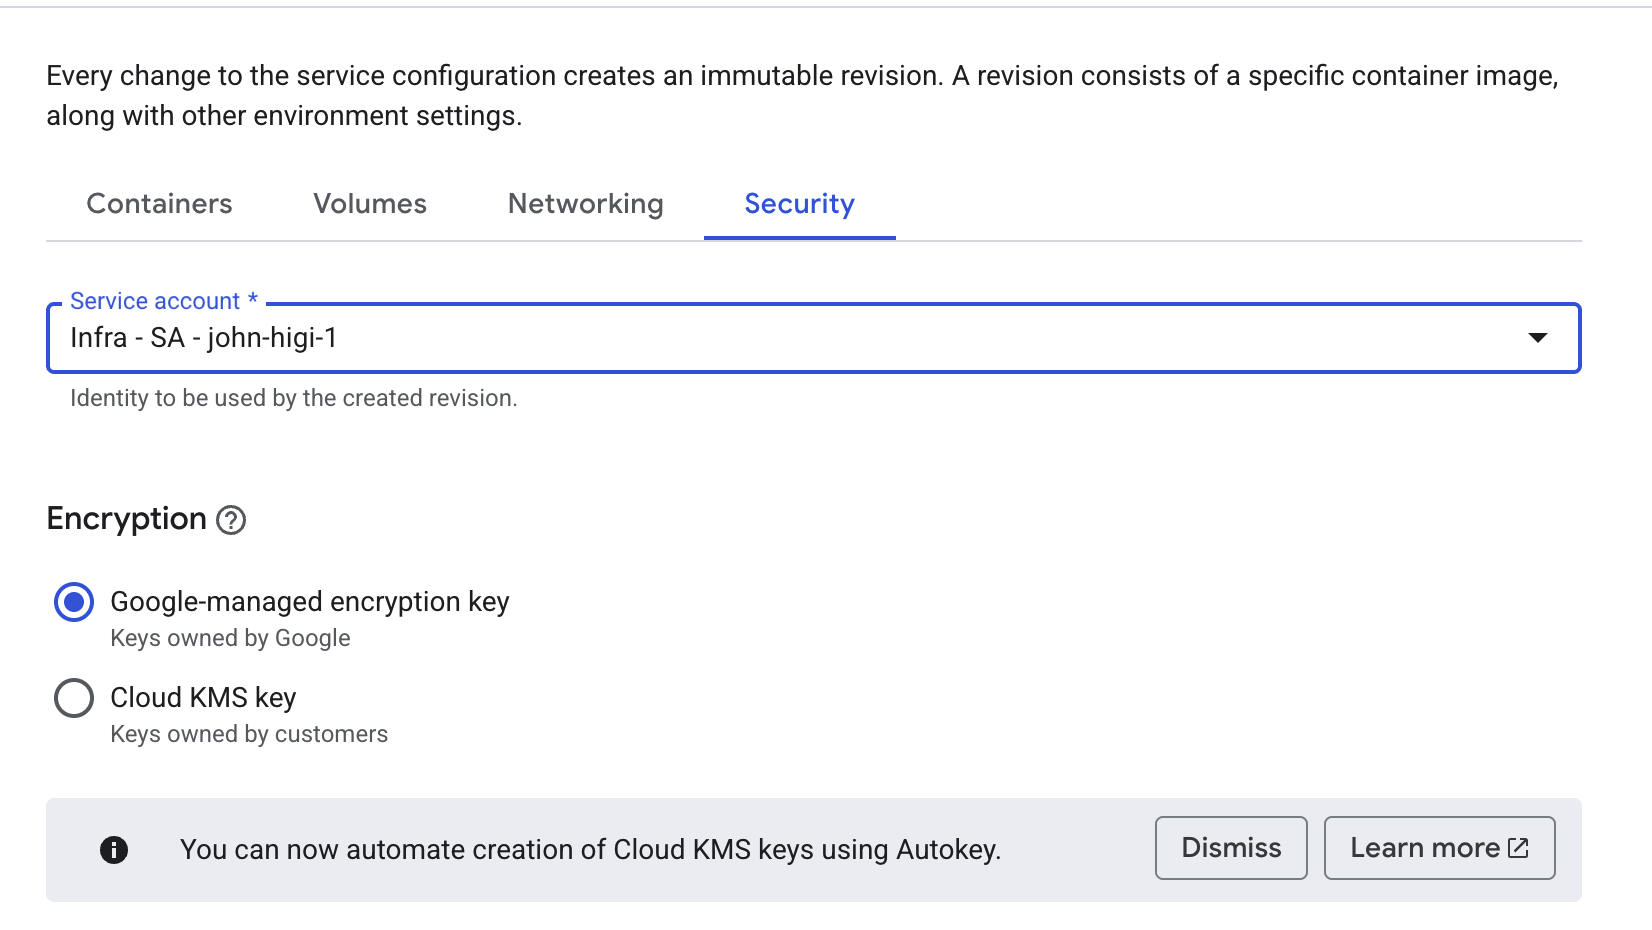 Every change to the service configuration creates an immutable revision. A revision consists of a specific container image,
along with other environment settings.
Containers Volumes Networking Security
Service account *
Infra - SA - john-higi-1
Identity to be used by the created revision.
Encryption
Google-managed encryption key
Keys owned by Google
Cloud KMS key
Keys owned by customers
You can now automate creation of Cloud KMS keys using Autokey. Dismiss Learn more